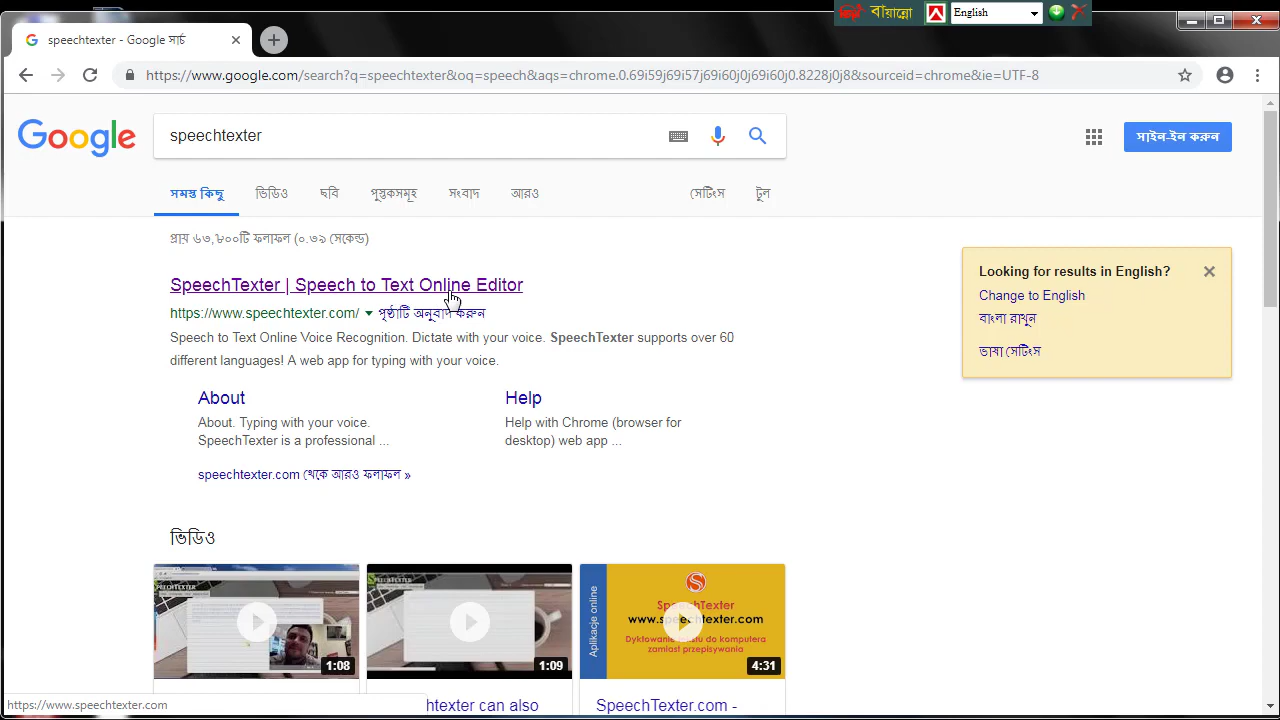 বায়ান্নো
English
speechtexter - Google সার্চ
https://www.google.com/search?q=speechtexter&oq=speech&aqs=chrome.0.69i59j69i57j69i60j0j69i60j0.8228j0j8&sourceid=chrome&ie=UTF-8
Google
speechtexter
সাইন-ইন করুন
সমস্ত কিছু ভিডিও ছবি পুস্তকসমূহ সংবাদ আরও সেটিংস টুল
প্রায় ৬৩,৮০০টি ফলাফল (০.৩৯ সেকেন্ড)
SpeechTexter | Speech to Text Online Editor
https://www.speechtexter.com/ পৃষ্ঠাটি অনুবাদ করুন
Speech to Text Online Voice Recognition. Dictate with your voice. SpeechTexter supports over 60
different languages! A web app for typing with your voice.
About
About. Typing with your voice.
SpeechTexter is a professional ...
Help
Help with Chrome (browser for
desktop) web app ...
speechtexter.com থেকে আরও ফলাফল »
Looking for results in English?
Change to English
বাংলা রাখুন
ভাষা সেটিংস
ভিডিও
1:08
1:09
Aplikacje online
SpeechTexter
www.speechtexter.com
Dyktowanie tekstu do komputera
zamiast przepisywania
4:31
htexter can also
SpeechTexter.com -
https://www.speechtexter.com